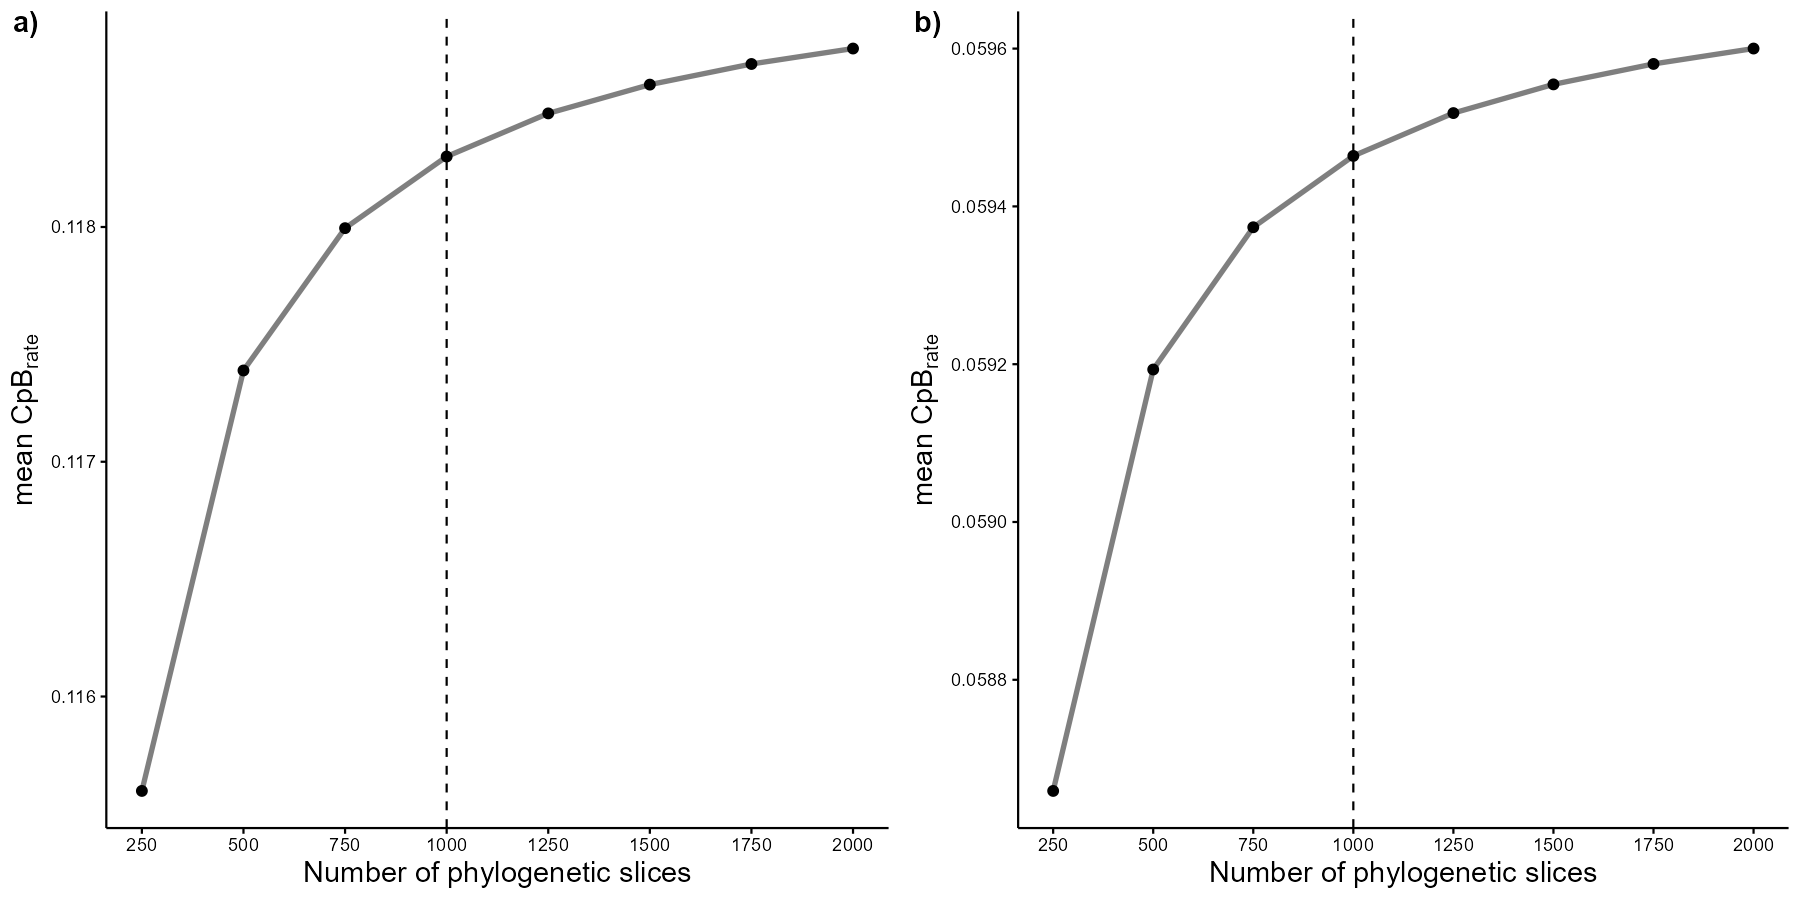 a)
mean CpBrate
0.118
0.117
0.116
250 500 750 1000 1250 1500 1750 2000
Number of phylogenetic slices
b)
mean CpBrate
0.0596
0.0594
0.0592
0.0590
0.0588
250 500 750 1000 1250 1500 1750 2000
Number of phylogenetic slices